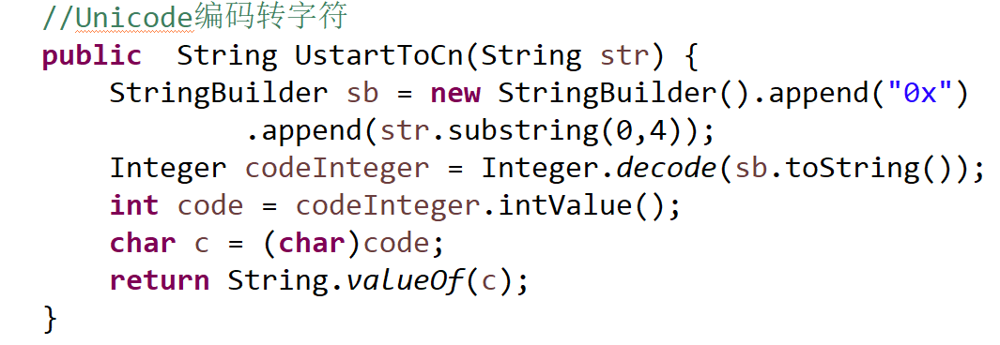 //Unicode编码转字符
public  String UstartToCn(String str) {
    StringBuilder sb = new StringBuilder().append("0x")
            .append(str.substring(0,4));
    Integer codeInteger = Integer.decode(sb.toString());
    int code = codeInteger.intValue();
    char c = (char)code;
    return String.valueOf(c);
}